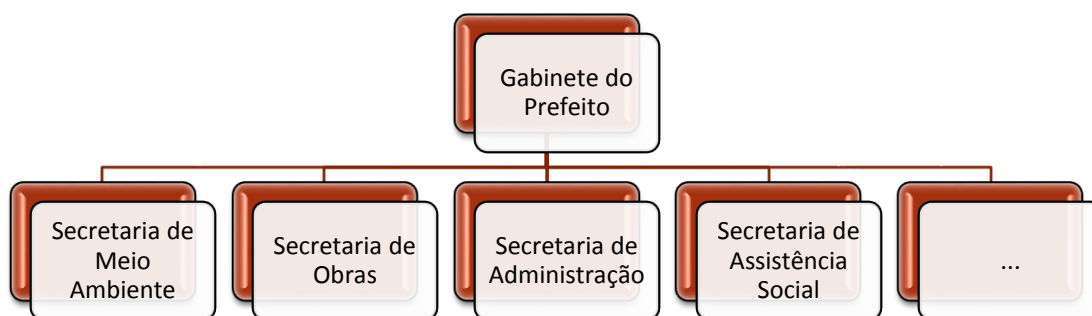 Gabinete do
Prefeito
Secretaria de
Meio
Ambiente
Secretaria de
Obras
Secretaria de
Administração
Secretaria de
Assistência
Social
...